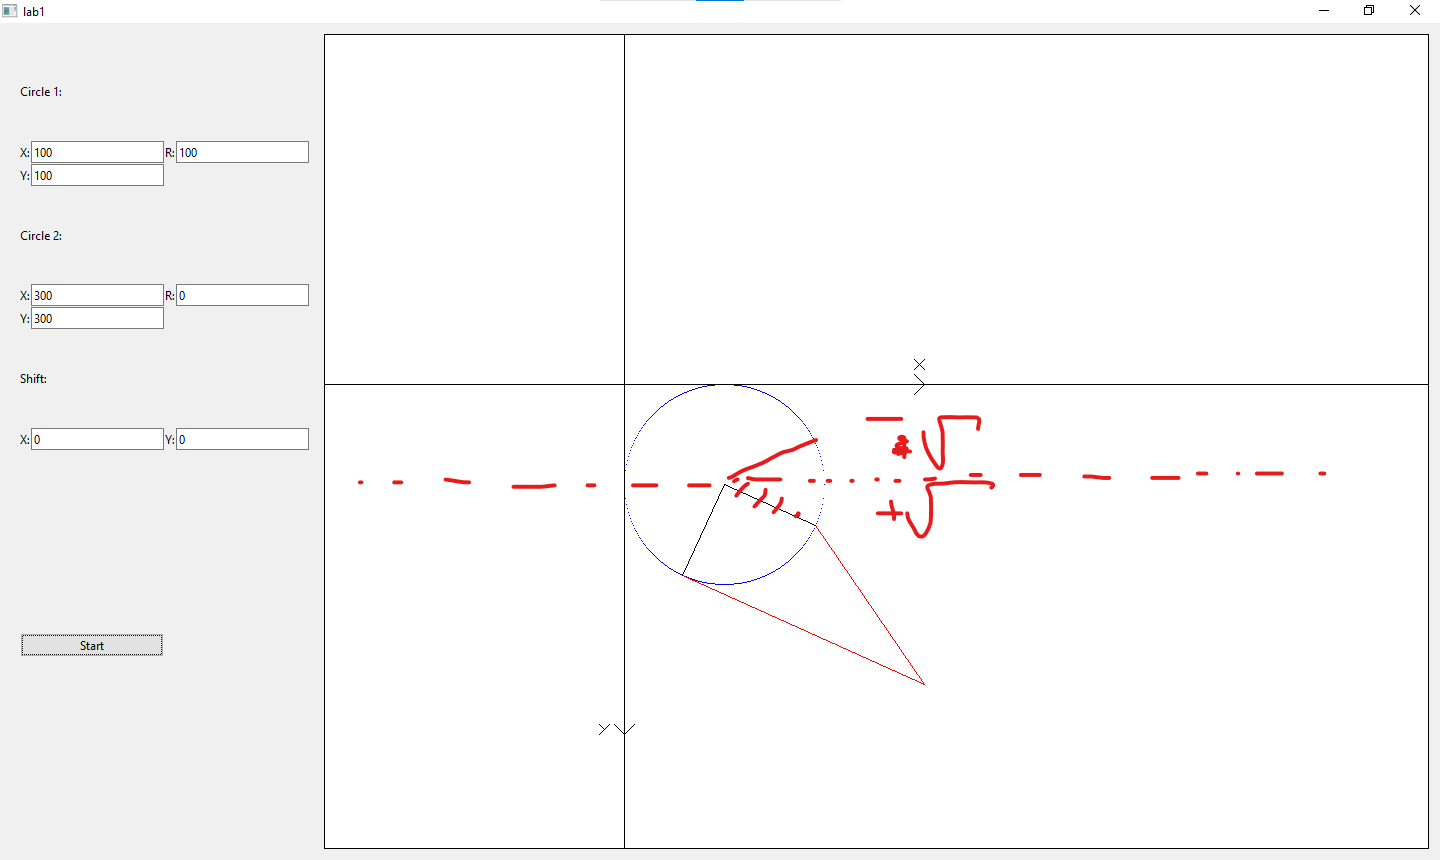 lab1
Circle 1:
X: 100 R: 100
Y: 100
Circle 2:
X: 300 R: 0
Y: 300
Shift:
X: 0 Y: 0
Start
X
- √
+√
Y